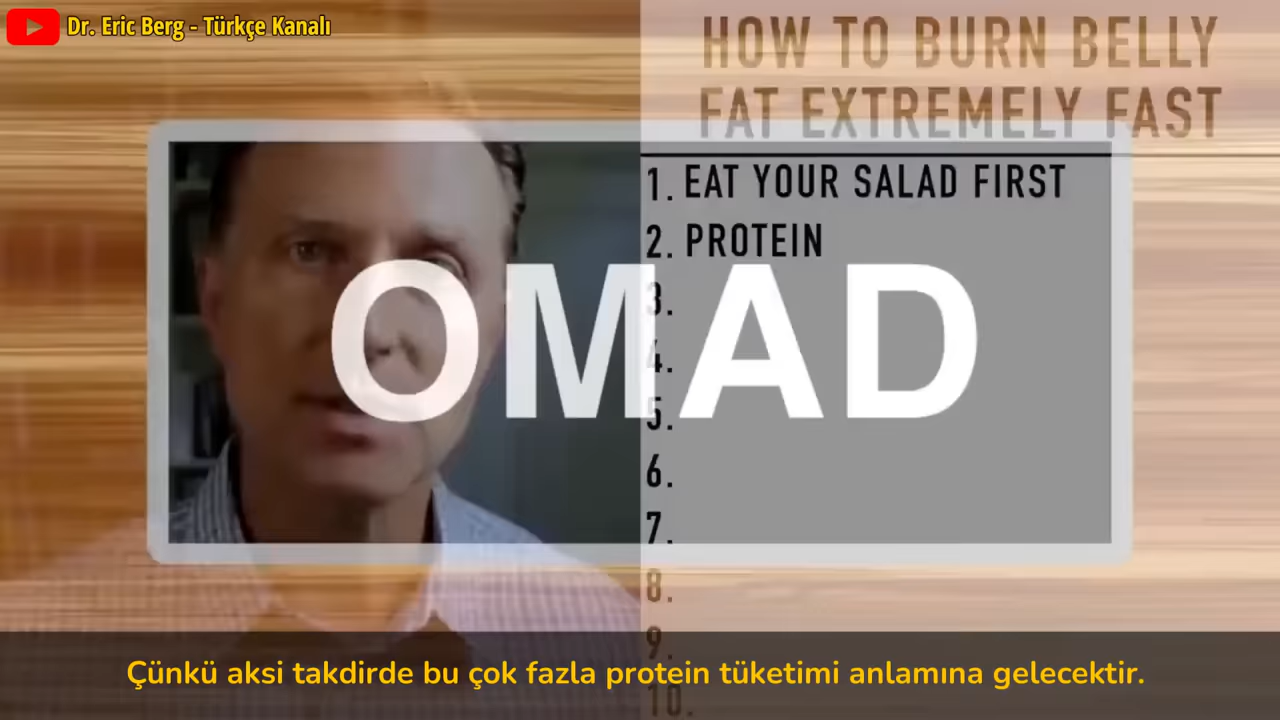 Dr. Eric Berg - Türkçe Kanalı
HOW TO BURN BELLY
FAT EXTREMELY FAST
1. EAT YOUR SALAD FIRST
2. PROTEIN
3.
4.
5.
6.
7.
8.
9.
10.
OMAD
Çünkü aksi takdirde bu çok fazla protein tüketimi anlamına gelecektir.